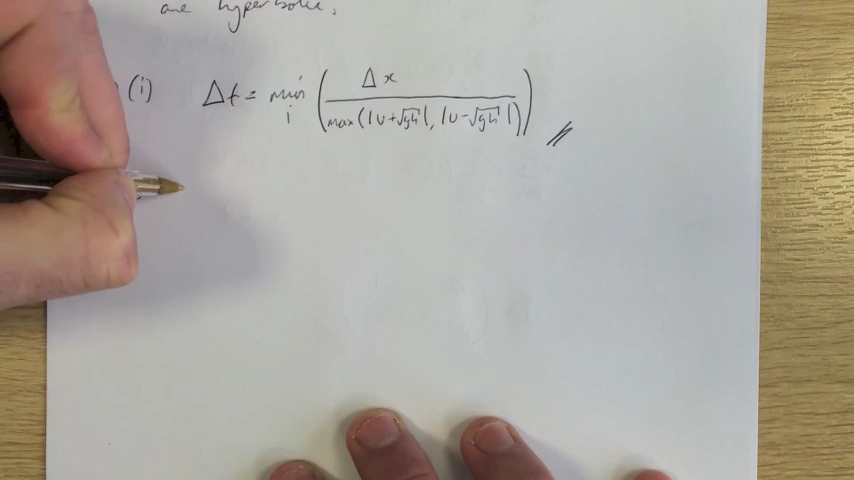 are hyperbolic.
) (i) Δt = min i ( Δx / max(|u+√gh|, |u-√gh|) )